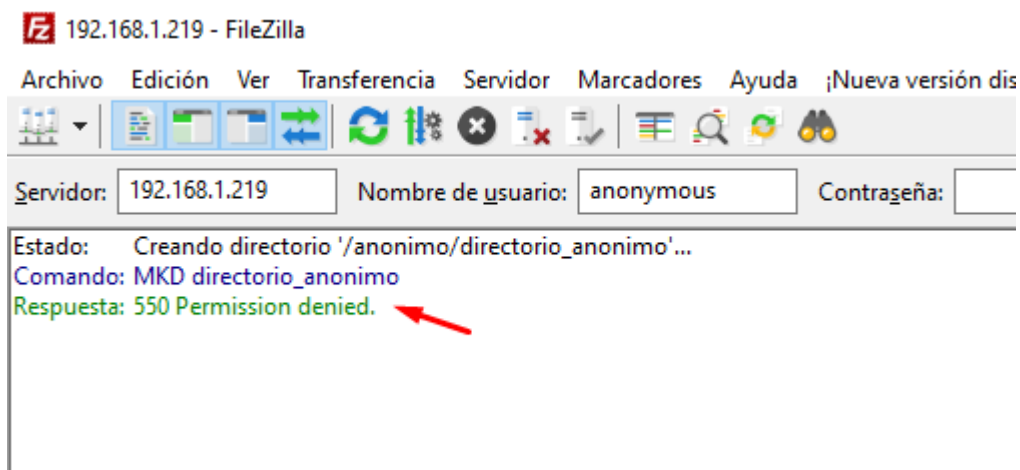 192.168.1.219 - FileZilla
Archivo Edición Ver Transferencia Servidor Marcadores Ayuda ¡Nueva versión dis
Servidor: 192.168.1.219 Nombre de usuario: anonymous Contraseña:
Estado: Creando directorio '/anonimo/directorio_anonimo'...
Comando: MKD directorio_anonimo
Respuesta: 550 Permission denied.